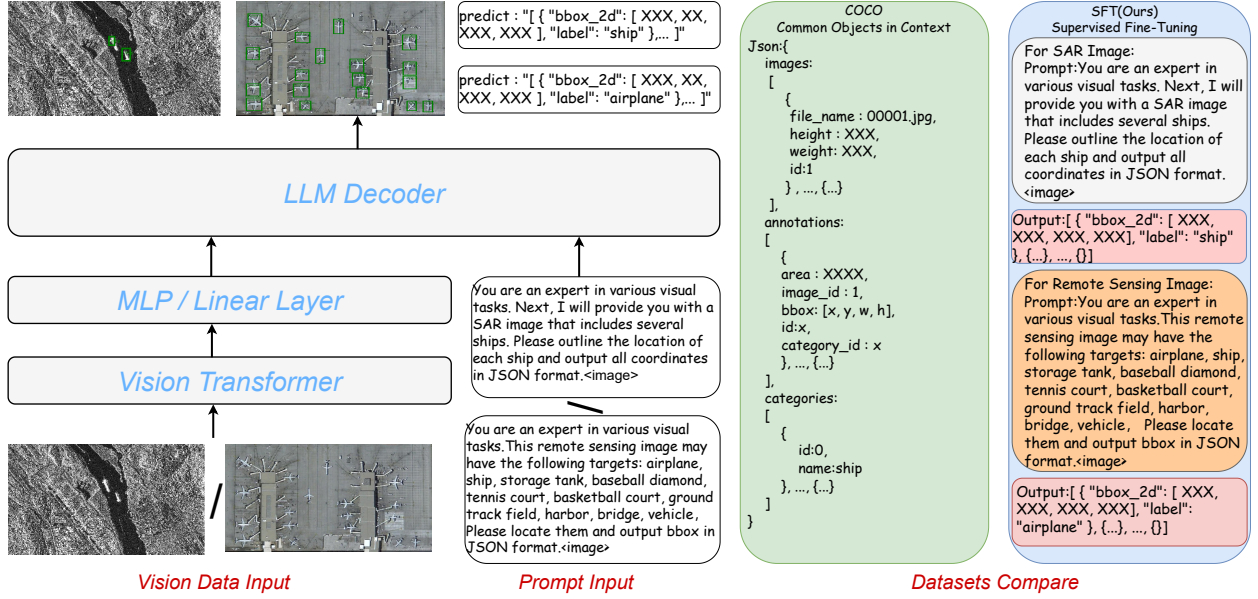 predict : "[ { "bbox_2d": [ XXX, XX,
XXX, XXX ], "label": "ship" },... ]"
predict : "[ { "bbox_2d": [ XXX, XX,
XXX, XXX ], "label": "airplane" },... ]"
LLM Decoder
MLP / Linear Layer
Vision Transformer
/
Vision Data Input
You are an expert in various visual
tasks. Next, I will provide you with a
SAR image that includes several
ships. Please outline the location of
each ship and output all coordinates
in JSON format.<image>
You are an expert in various visual
tasks.This remote sensing image may
have the following targets: airplane,
ship, storage tank, baseball diamond,
tennis court, basketball court, ground
track field, harbor, bridge, vehicle,
Please locate them and output bbox in
JSON format.<image>
Prompt Input
COCO
Common Objects in Context
Json:{
images:
[
{
file_name : 00001.jpg,
height : XXX,
weight: XXX,
id:1
} , ..., {...}
],
annotations:
[
{
area : XXXX,
image_id : 1,
bbox: [x, y, w, h],
id:x,
category_id : x
}, ..., {...}
],
categories:
[
{
id:0,
name:ship
}, ..., {...}
]
}
SFT(Ours)
Supervised Fine-Tuning
For SAR Image:
Prompt:You are an expert in
various visual tasks. Next, I will
provide you with a SAR image
that includes several ships.
Please outline the location of
each ship and output all
coordinates in JSON format.
<image>
Output:[ { "bbox_2d": [ XXX,
XXX, XXX, XXX], "label": "ship"
}, {...}, ..., {}]
For Remote Sensing Image:
Prompt:You are an expert in
various visual tasks.This remote
sensing image may have the
following targets: airplane, ship,
storage tank, baseball diamond,
tennis court, basketball court,
ground track field, harbor,
bridge, vehicle, Please locate
them and output bbox in JSON
format.<image>
Output:[ { "bbox_2d": [ XXX,
XXX, XXX, XXX], "label":
"airplane" }, {...}, ..., {}]
Datasets Compare